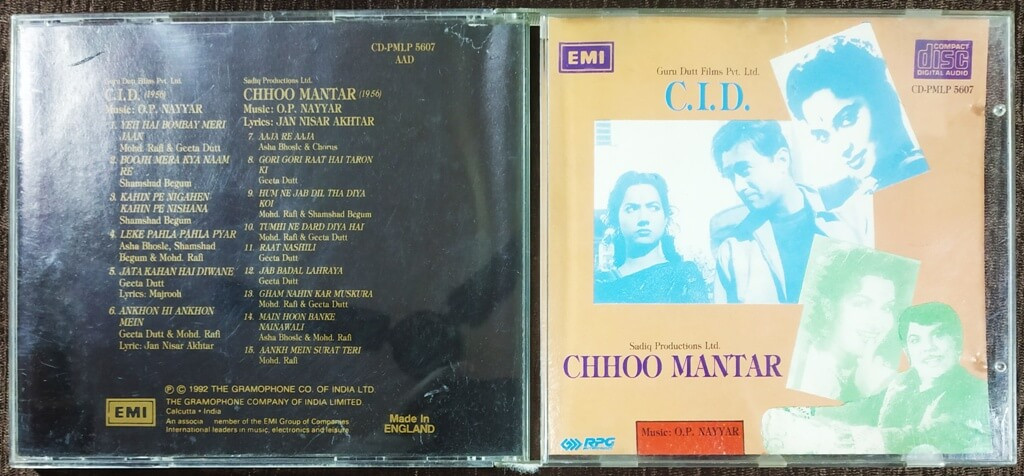 CD-PMLP 5607
AAD
Guru Dutt Films Pvt. Ltd.
C.I.D. (1956)
Music: O.P. NAYYAR
1. YEH HAI BOMBAY MERI
JAAN
Mohd. Rafi & Geeta Dutt
2. BOOJH MERA KYA NAAM
RE
Shamshad Begum
3. KAHIN PE NIGAHEN
KAHIN PE NISHANA
Shamshad Begum
4. LEKE PAHLA PAHLA PYAR
Asha Bhosle, Shamshad
Begum & Mohd. Rafi
5. JATA KAHAN HAI DIWANE
Geeta Dutt
Lyrics: Majrooh
6. ANKHON HI ANKHON
MEIN
Geeta Dutt & Mohd. Rafi
Lyric: Jan Nisar Akhtar
Sadiq Productions Ltd.
CHHOO MANTAR (1956)
Music: O.P. NAYYAR
Lyrics: JAN NISAR AKHTAR
7. AAJA RE AAJA
Asha Bhosle & Chorus
8. GORI GORI RAAT HAI TARON
KI
Geeta Dutt
9. HUM NE JAB DIL THA DIYA
KOI
Mohd. Rafi & Shamshad Begum
10. TUMHI NE DARD DIYA HAI
Mohd. Rafi & Geeta Dutt
11. RAAT NASHILI
Geeta Dutt
12. JAB BADAL LAHRAYA
Geeta Dutt
13. GHAM NAHIN KAR MUSKURA
Mohd. Rafi & Geeta Dutt
14. MAIN HOON BANKE
NAINAWALI
Asha Bhosle & Mohd. Rafi
15. AANKH MEIN SURAT TERI
Mohd. Rafi
℗ © 1992 THE GRAMOPHONE CO. OF INDIA LTD.
THE GRAMOPHONE COMPANY OF INDIA LIMITED
Calcutta • India
An associa member of the EMI Group of Companies
International leaders in music, electronics and leisure
EMI
Made In
ENGLAND
EMI
Guru Dutt Films Pvt. Ltd.
C.I.D.
COMPACT
disc
DIGITAL AUDIO
CD-PMLP 5607
Sadiq Productions Ltd.
CHHOO MANTAR
RPG
Music: O.P. NAYYAR